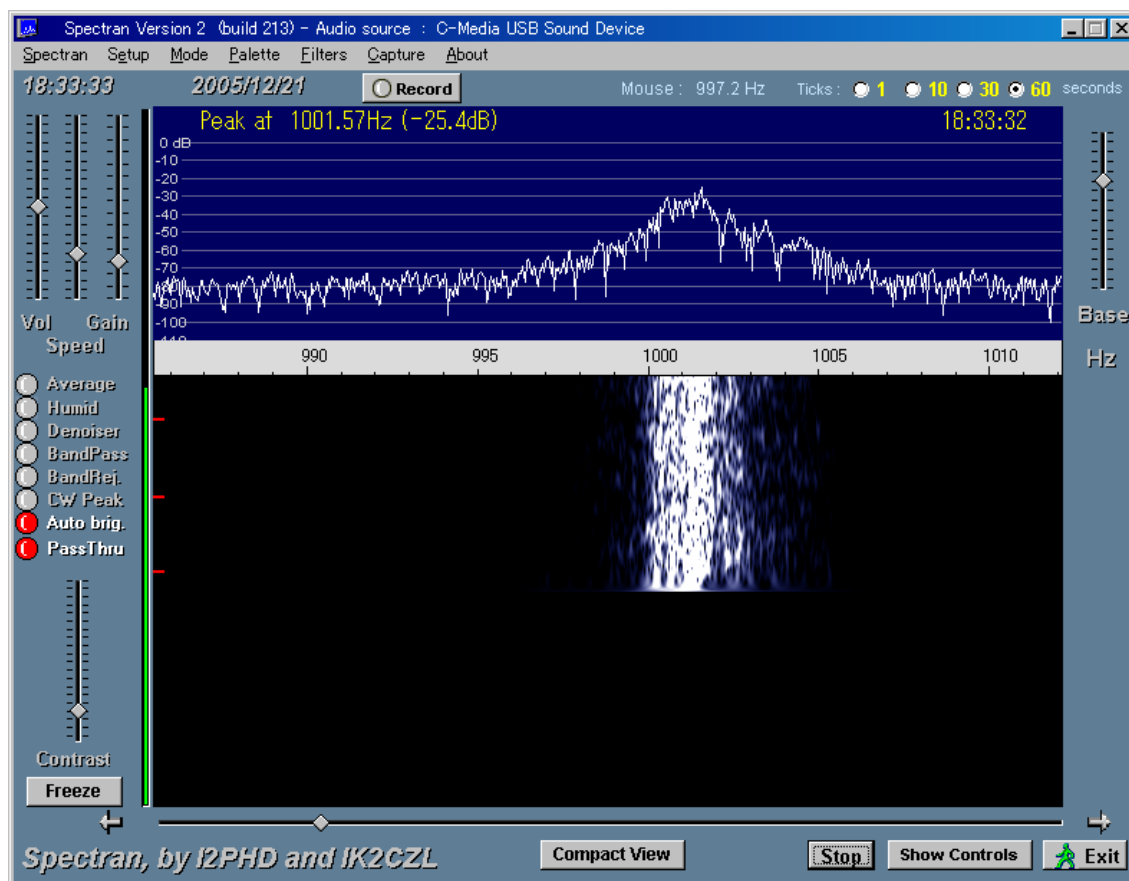 Spectran Version 2 (build 213) - Audio source : C-Media USB Sound Device
Spectran Setup Mode Palette Filters Capture About
18:33:33 2005/12/21 Record Mouse : 997.2 Hz Ticks : 1 10 30 60 seconds
Peak at 1001.57Hz (-25.4dB) 18:33:32
0 dB
-10
-20
-30
-40
-50
-60
-70
-80
-90
-100
-110
Vol Gain
Speed
Base
Hz
990 995 1000 1005 1010
Average
Humid
Denoiser
BandPass
BandRej.
CW Peak
Auto brig.
PassThru
Contrast
Freeze
Spectran, by I2PHD and IK2CZL
Compact View Stop Show Controls Exit